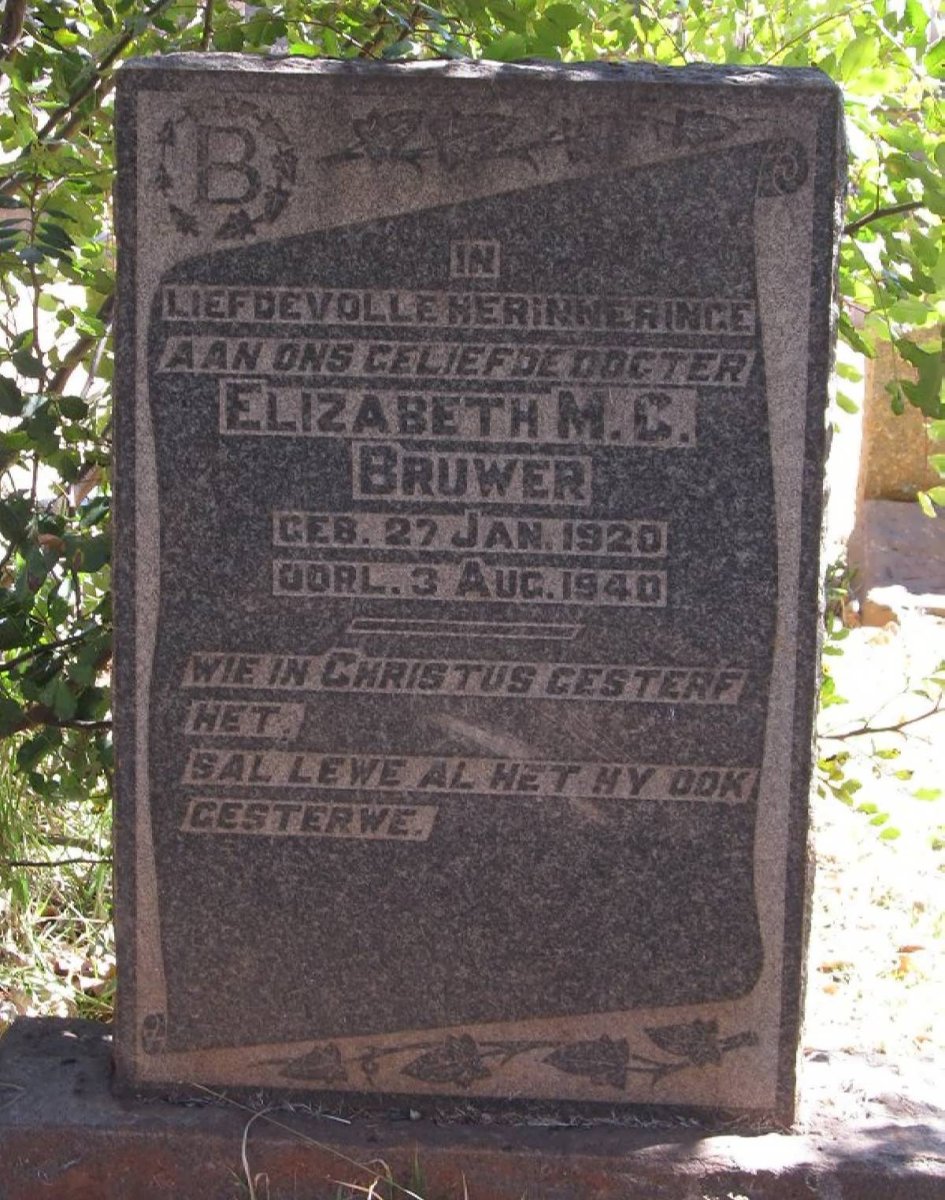 B
IN
LIEFDEVOLLE HERINNERINGE
AAN ONS GELIEFDE DOGTER
ELIZABETH M. C.
BRUWER
GEB. 27 JAN. 1920
OORL. 3 AUG. 1940
WIE IN CHRISTUS GESTERF
HET.
SAL LEWE AL HET HY OOK
GESTERWE.